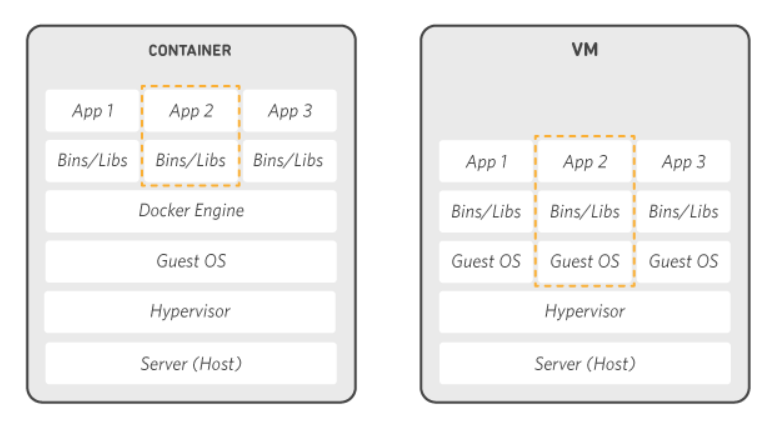 CONTAINER
App 1 App 2 App 3
Bins/Libs Bins/Libs Bins/Libs
Docker Engine
Guest OS
Hypervisor
Server (Host)
VM
App 1 App 2 App 3
Bins/Libs Bins/Libs Bins/Libs
Guest OS Guest OS Guest OS
Hypervisor
Server (Host)